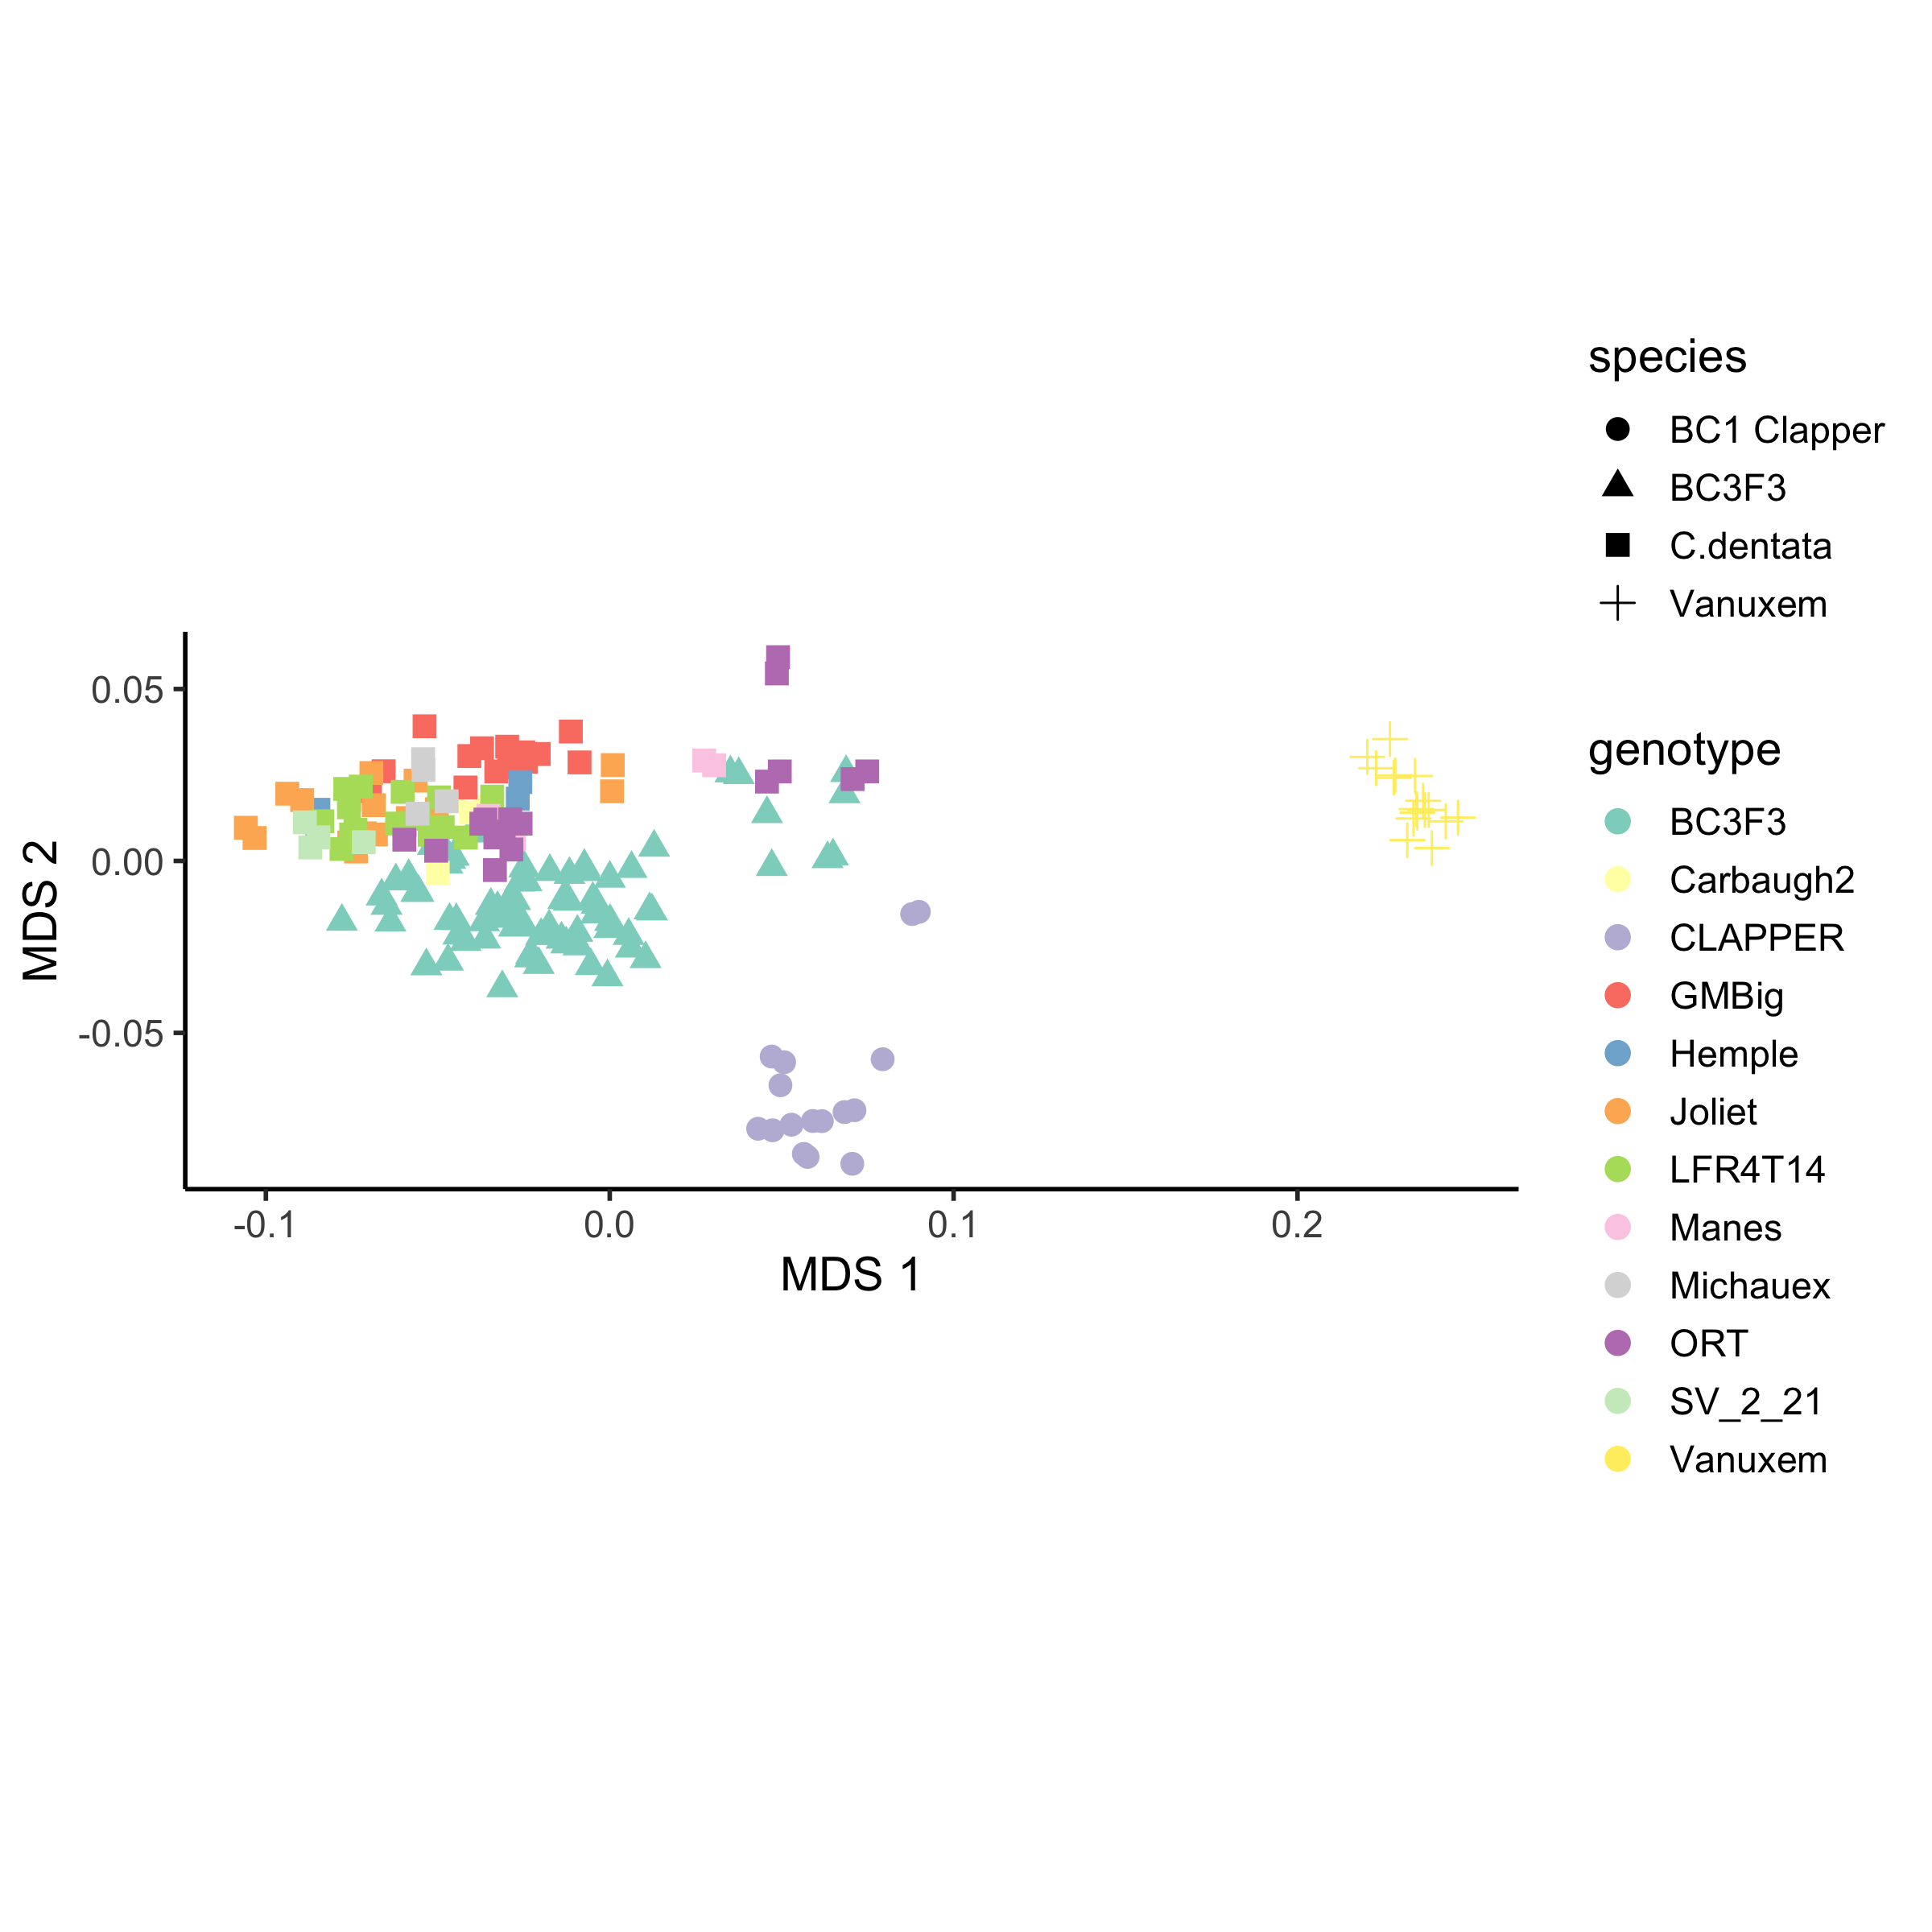 species
BC1 Clapper
BC3F3
C.dentata
Vanuxem
genotype
BC3F3
Carbaugh2
CLAPPER
GMBig
Hemple
Joliet
LFR4T14
Manes
Michauex
ORT
SV_2_21
Vanuxem
MDS 2
0.05
0.00
-0.05
-0.1
0.0
0.1
0.2
MDS 1